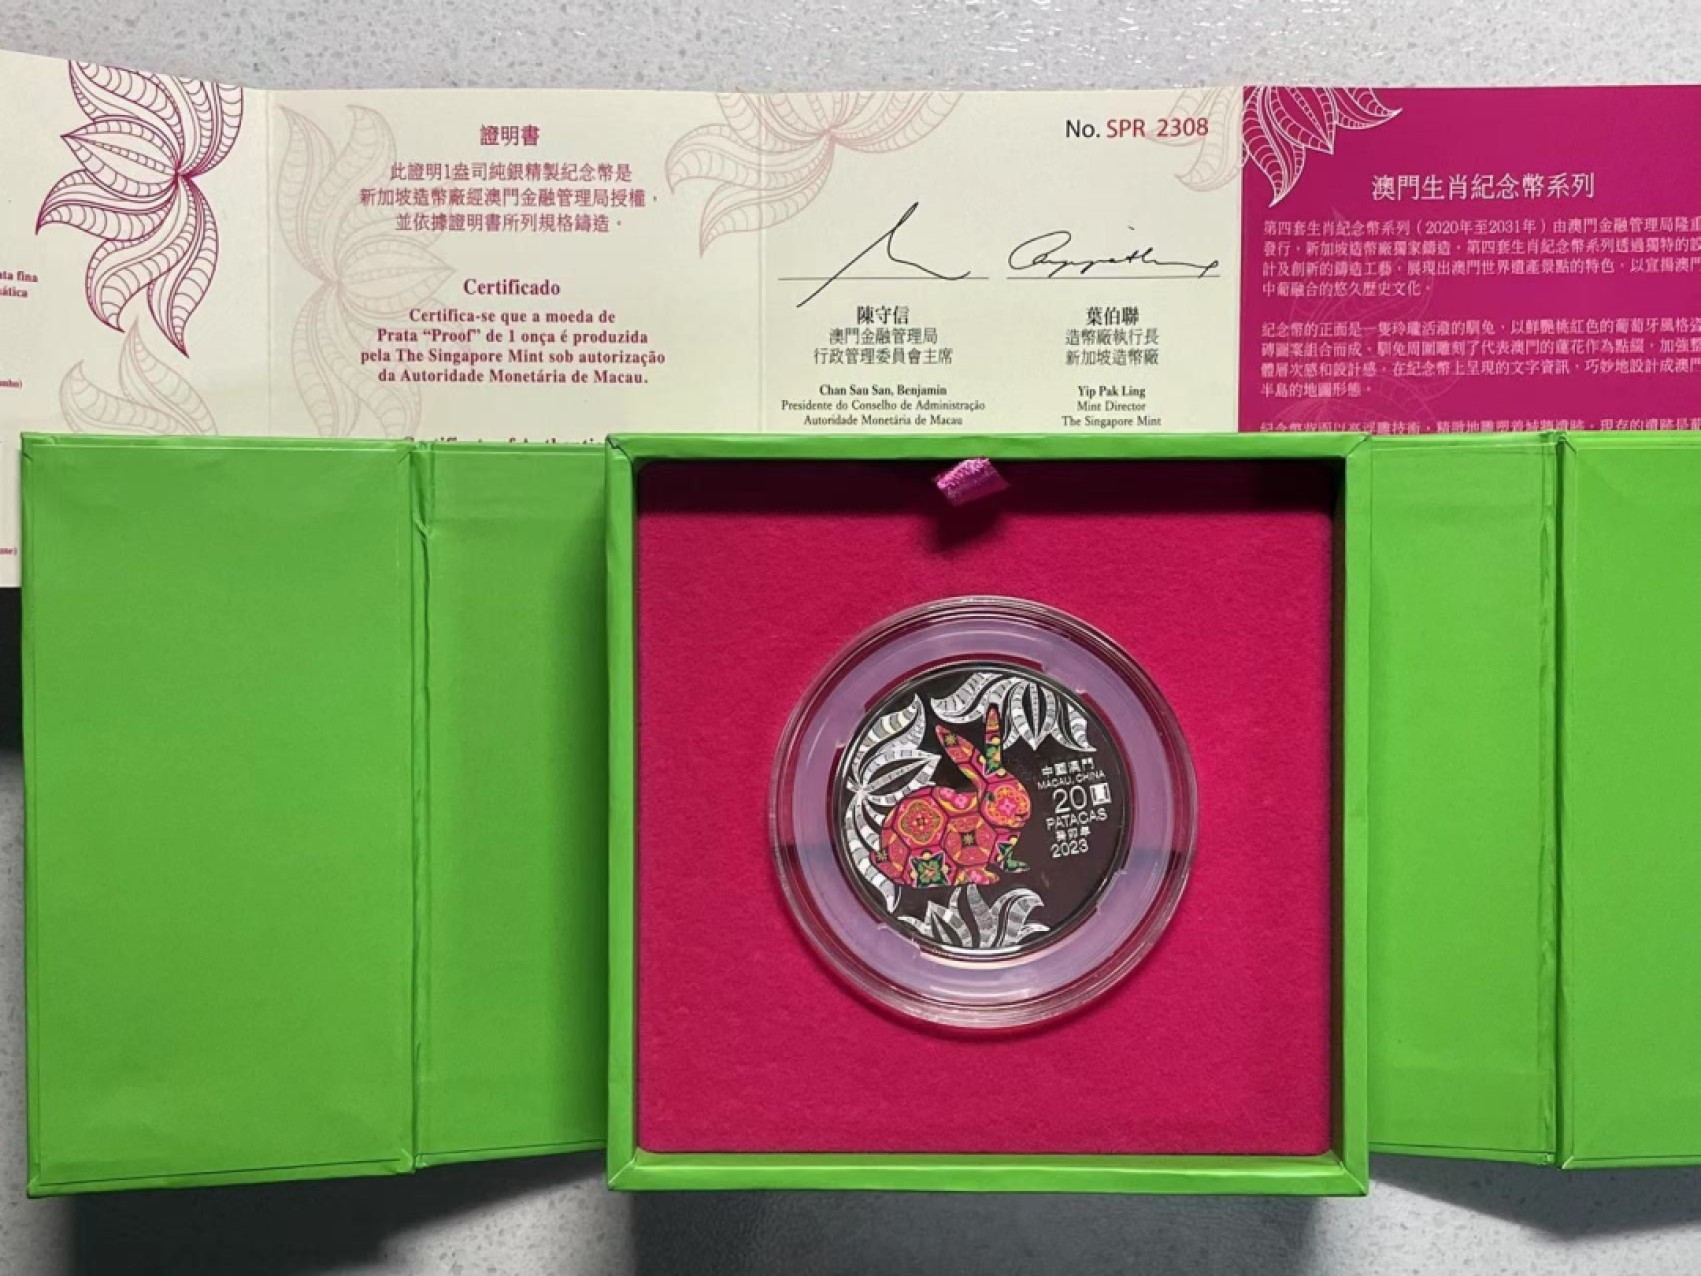 ata fina
ática
證明書
此證明1盎司純銀精製紀念幣是
新加坡造幣廠經澳門金融管理局授權，
並依據證明書所列規格鑄造。
Certificado
Certifica-se que a moeda de
Prata “Proof” de 1 onça é produzida
pela The Singapore Mint sob autorização
da Autoridade Monetária de Macau.
No. SPR 2308
陳守信
澳門金融管理局
行政管理委員會主席
Chan Sau San, Benjamin
Presidente do Conselho de Administração
Autoridade Monetária de Macau
葉伯聯
造幣廠執行長
新加坡造幣廠
Yip Pak Ling
Mint Director
The Singapore Mint
澳門生肖紀念幣系列
第四套生肖紀念幣系列（2020年至2031年）由澳門金融管理局隆重
發行，新加坡造幣廠獨家鑄造。第四套生肖紀念幣系列透過獨特的設
計及創新的鑄造工藝，展現出澳門世界遺產景點的特色，以宣揚澳門
中葡融合的悠久歷史文化。
紀念幣的正面是一隻玲瓏活潑的馴兔，以鮮艷桃紅色的葡萄牙風格瓷
磚圖案組合而成。馴兔周圍雕刻了代表澳門的蓮花作為點綴，加強整
體層次感和設計感。在紀念幣上呈現的文字資訊，巧妙地設計成澳門
半島的地圖形態。
中國澳門
MACAU, CHINA
20圓
PATACAS
癸卯年
2023